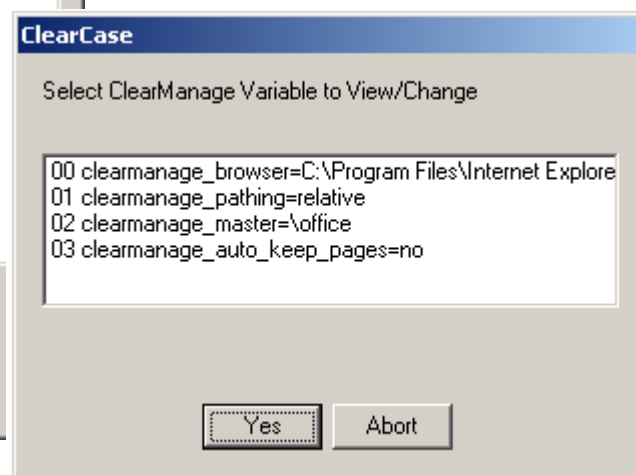 ClearCase
Select ClearManage Variable to View/Change
00 clearmanage_browser=C:\Program Files\Internet Explore
01 clearmanage_pathing=relative
02 clearmanage_master=\office
03 clearmanage_auto_keep_pages=no
Yes Abort